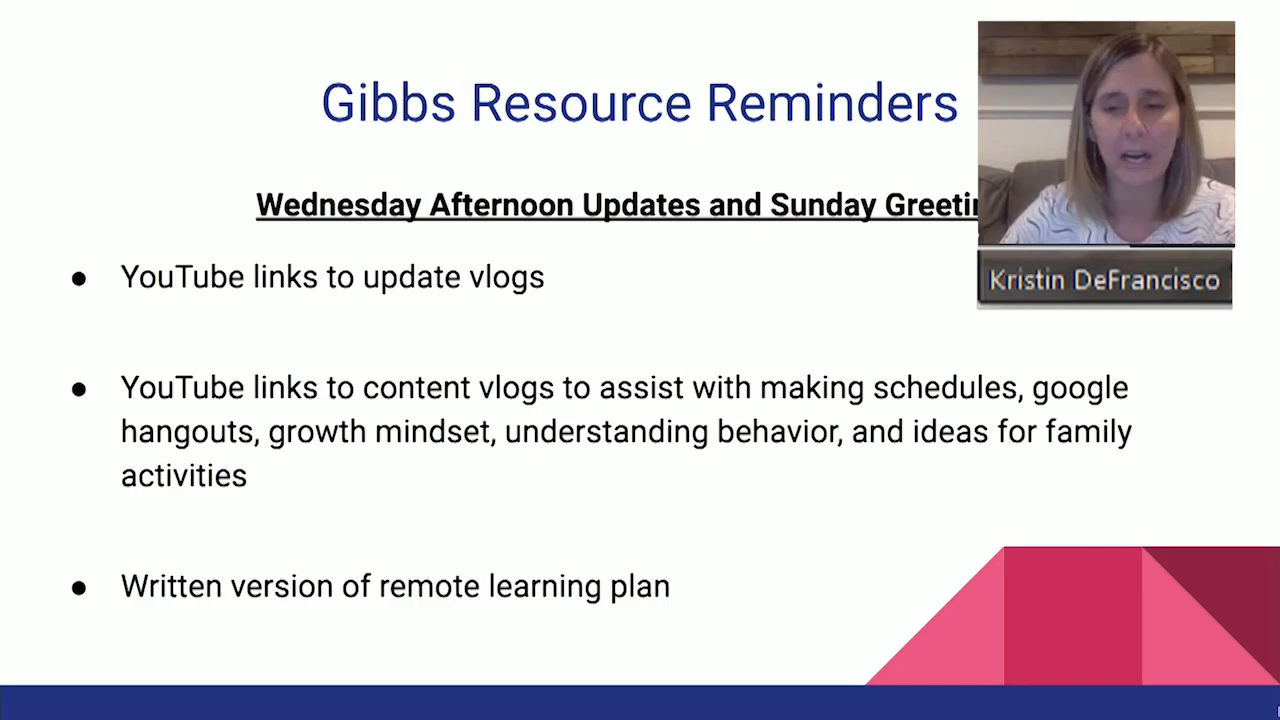 Gibbs Resource Reminders
Wednesday Afternoon Updates and Sunday
● YouTube links to update vlogs
Kristin DeFrancisco
● YouTube links to content vlogs to assist with making schedules, google
hangouts, growth mindset, understanding behavior, and ideas for family
activities
● Written version of remote learning plan